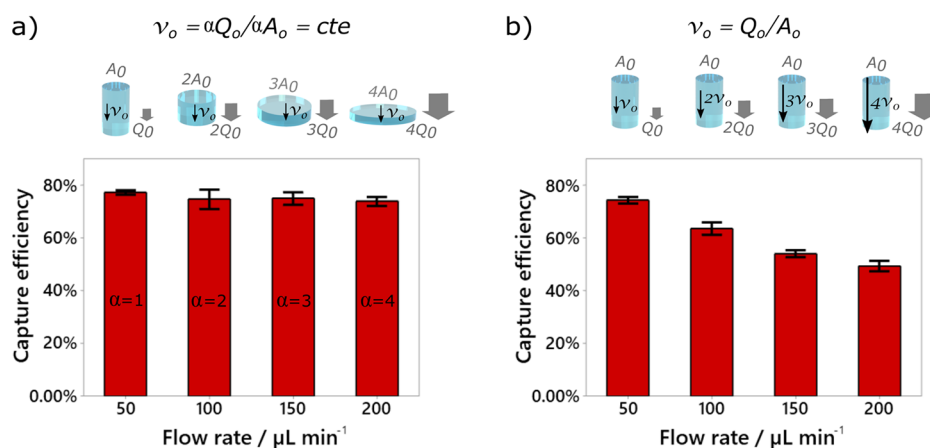 a)
νₒ = αQₒ/αAₒ = cte
A0 2A0 3A0 4A0
νₒ νₒ νₒ νₒ
Q0 2Q0 3Q0 4Q0
Capture efficiency
80%
60%
40%
20%
0.00%
α=1 α=2 α=3 α=4
50 100 150 200
Flow rate / µL min⁻¹
b)
νₒ = Qₒ/Aₒ
A0 A0 A0 A0
νₒ 2νₒ 3νₒ 4νₒ
Q0 2Q0 3Q0 4Q0
Capture efficiency
80%
60%
40%
20%
0.00%
50 100 150 200
Flow rate / µL min⁻¹